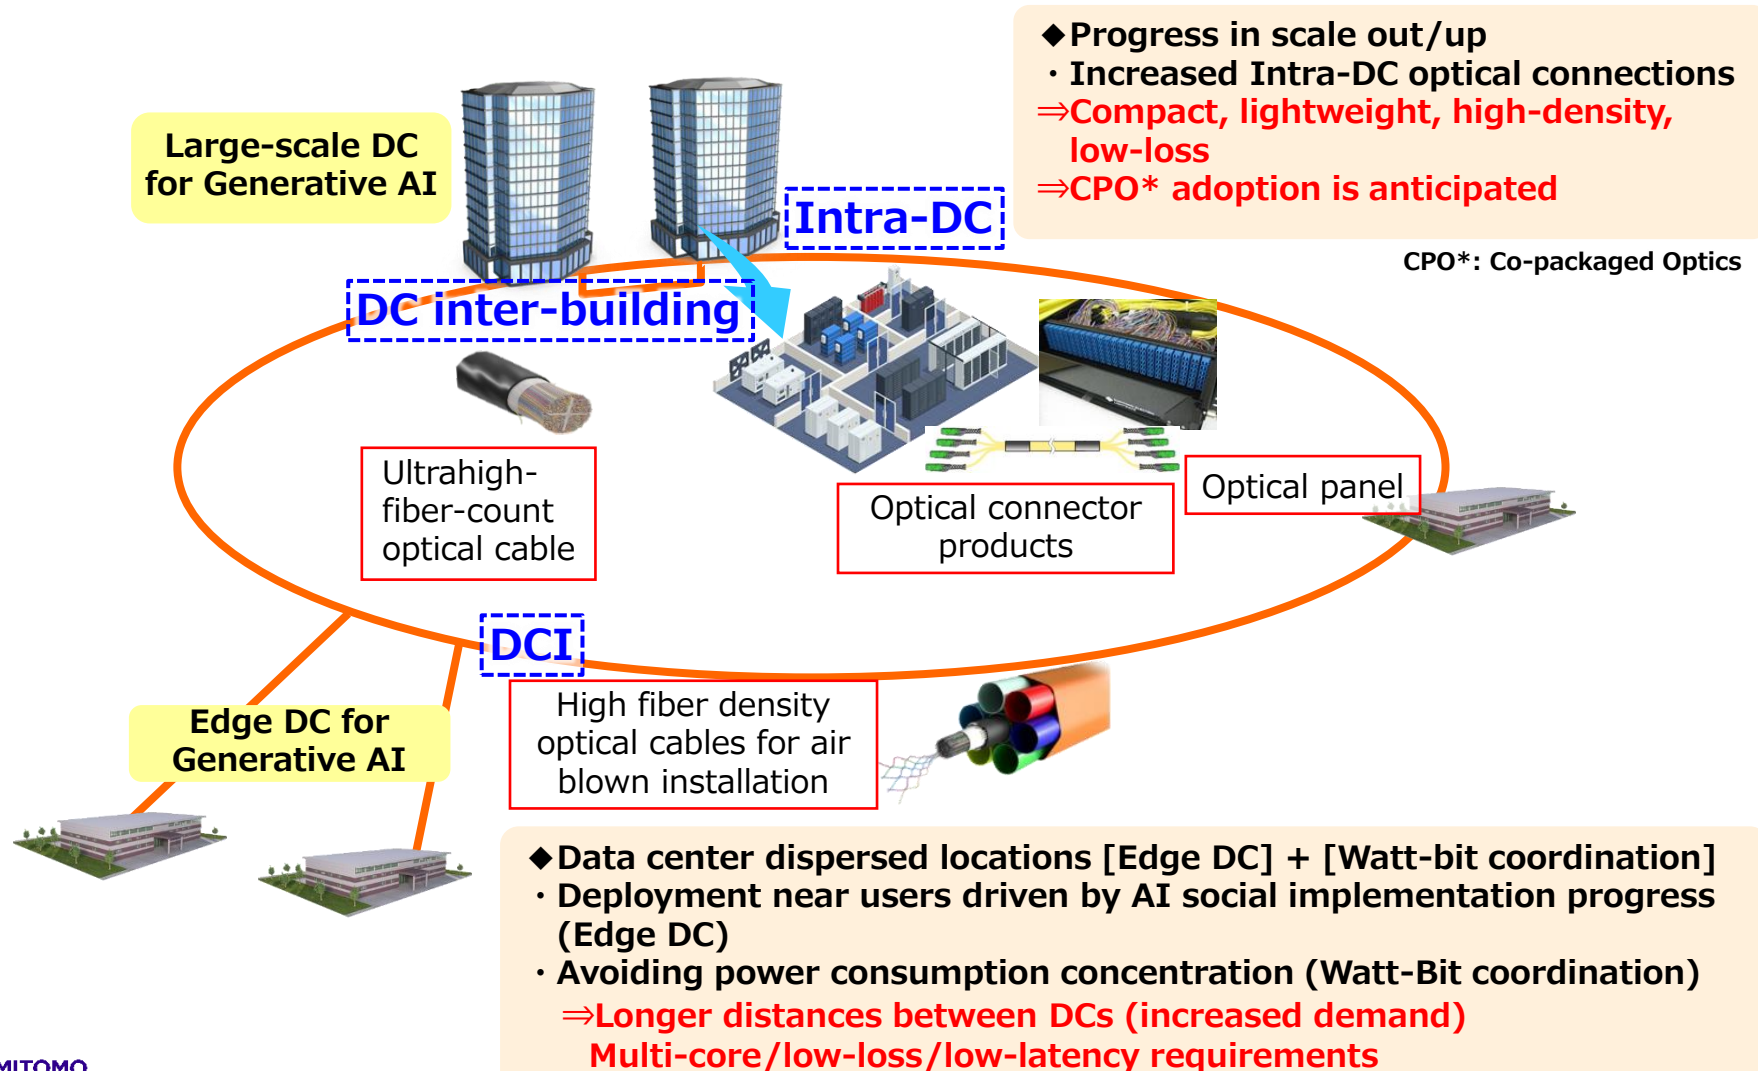 ◆Progress in scale out/up
・Increased Intra-DC optical connections
⇒Compact, lightweight, high-density,
low-loss
⇒CPO* adoption is anticipated
CPO*: Co-packaged Optics
Large-scale DC
for Generative AI
Intra-DC
DC inter-building
Ultrahigh-
fiber-count
optical cable
Optical connector
products
Optical panel
DCI
High fiber density
optical cables for air
blown installation
Edge DC for
Generative AI
◆Data center dispersed locations [Edge DC] + [Watt-bit coordination]
・Deployment near users driven by AI social implementation progress
(Edge DC)
・Avoiding power consumption concentration (Watt-Bit coordination)
⇒Longer distances between DCs (increased demand)
Multi-core/low-loss/low-latency requirements
MITOMO